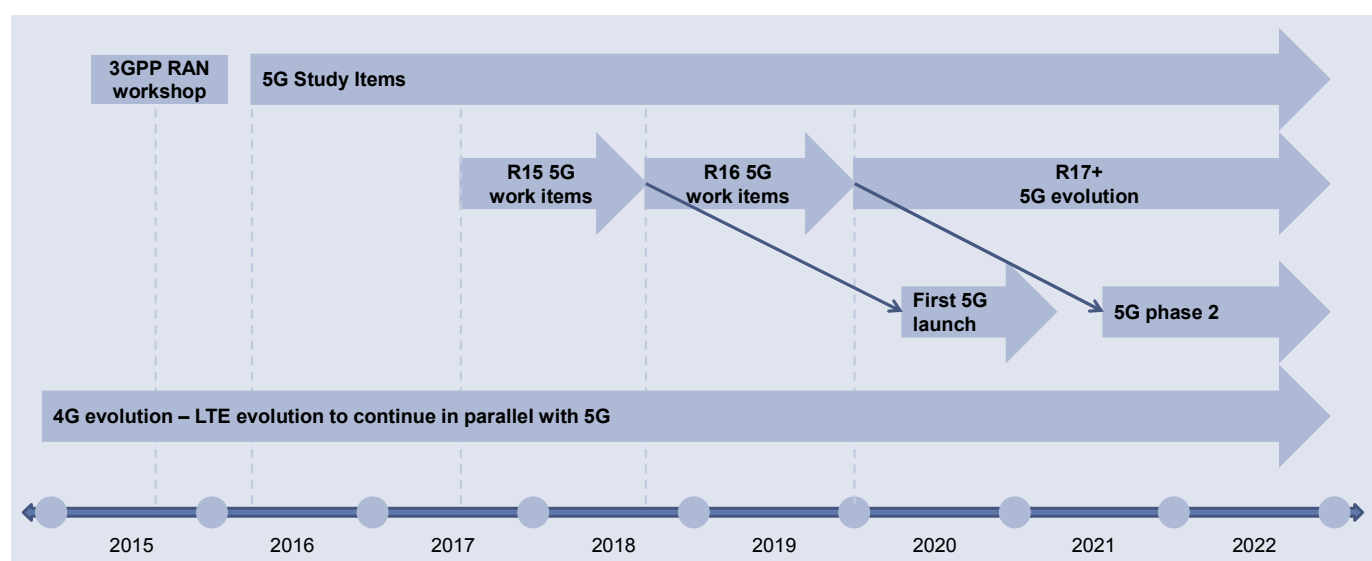 3GPP RAN
workshop
5G Study Items
R15 5G
work items
R16 5G
work items
R17+
5G evolution
First 5G
launch
5G phase 2
4G evolution – LTE evolution to continue in parallel with 5G
2015 2016 2017 2018 2019 2020 2021 2022